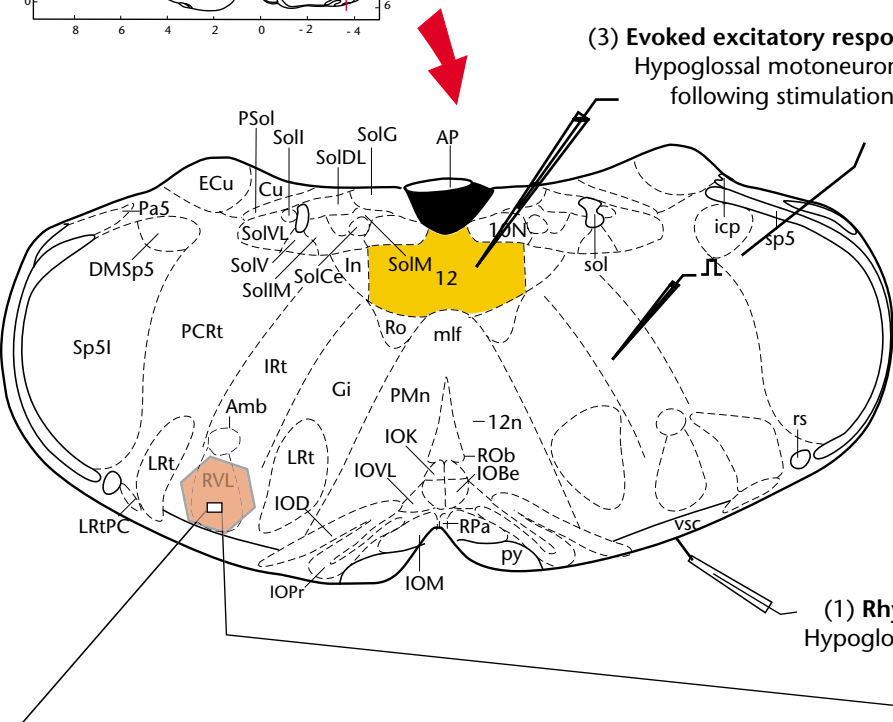 0
6
8 6 4 2 0 - 2 - 4
(3) Evoked excitatory respo
Hypoglossal motoneuron
following stimulation
PSol
SolI
SolG
SolDL
AP
ECu
Cu
Pa5
SolVL
10N
icp
sp5
DMSp5
SolV
SolIM
SolCe
In
SolM
12
sol
Sp5I
PCRt
Ro
mlf
IRt
Gi
PMn
Amb
12n
rs
IOK
LRt
LRt
ROb
IOVL
IOBe
RVL
IOD
LRtPC
RPa
vsc
py
IOPr
IOM
(1) Rhy
Hypoglo